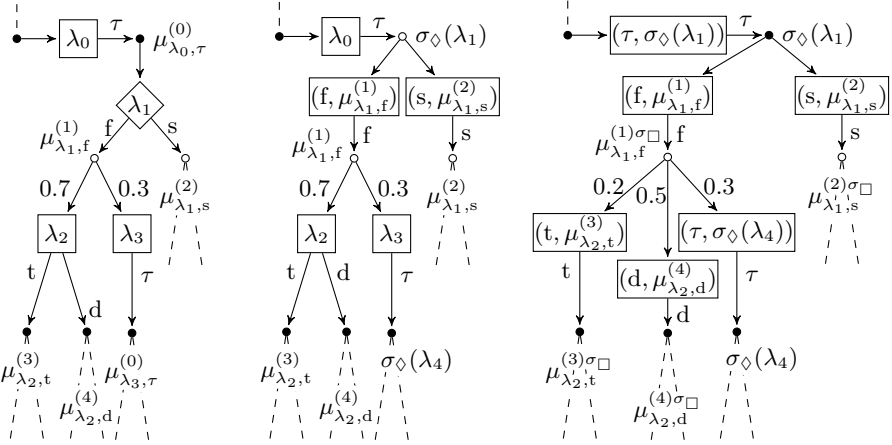 λ₀ τ μ^{(0)}_{λ₀,τ}
λ₁
f s
μ^{(1)}_{λ₁,f}
μ^{(2)}_{λ₁,s}
0.7 0.3
λ₂ λ₃
t d τ
μ^{(3)}_{λ₂,t} μ^{(4)}_{λ₂,d} μ^{(0)}_{λ₃,τ}
λ₀ τ σ◇(λ₁)
(f, μ^{(1)}_{λ₁,f}) (s, μ^{(2)}_{λ₁,s})
f s
μ^{(1)}_{λ₁,f}
μ^{(2)}_{λ₁,s}
0.7 0.3
λ₂ λ₃
t d τ
μ^{(3)}_{λ₂,t} μ^{(4)}_{λ₂,d} σ◇(λ₄)
(τ, σ◇(λ₁)) τ σ◇(λ₁)
(f, μ^{(1)}_{λ₁,f}) (s, μ^{(2)}_{λ₁,s})
f s
μ^{(1)σ□}_{λ₁,f}
μ^{(2)σ□}_{λ₁,s}
0.2 0.5 0.3
(t, μ^{(3)}_{λ₂,t}) (τ, σ◇(λ₄))
(d, μ^{(4)}_{λ₂,d})
t d τ
μ^{(3)σ□}_{λ₂,t} μ^{(4)σ□}_{λ₂,d} σ◇(λ₄)